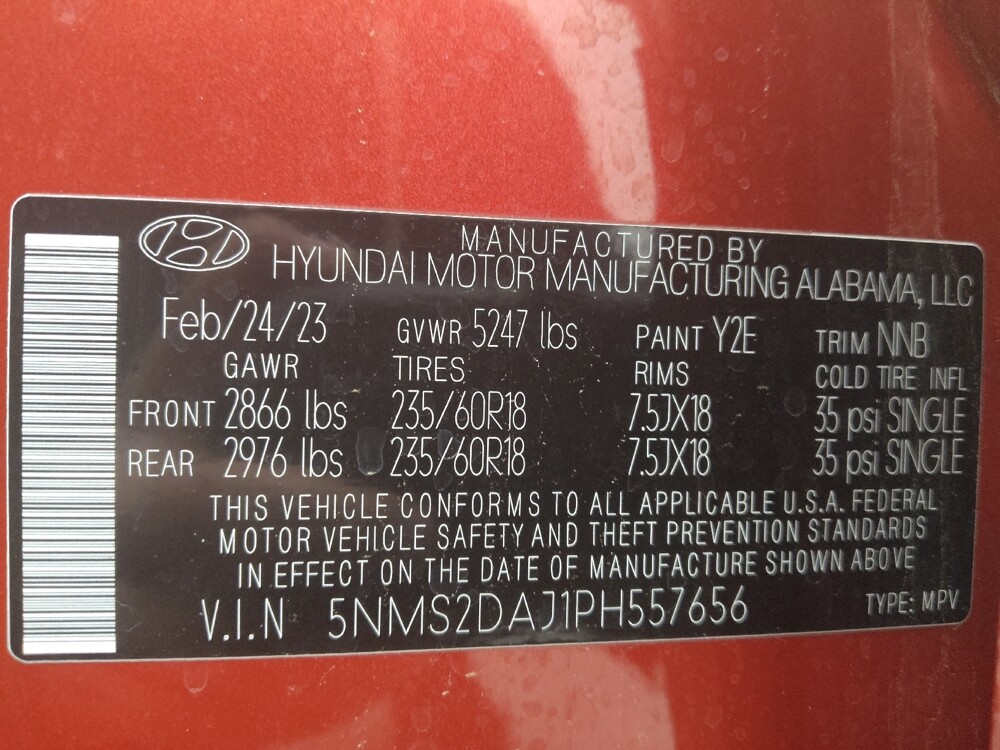 MANUFACTURED BY
HYUNDAI MOTOR MANUFACTURING ALABAMA, LLC
Feb/24/23 GVWR 5247 lbs PAINT Y2E TRIM NNB
GAWR TIRES RIMS COLD TIRE INFL
FRONT 2866 lbs 235/60R18 7.5JX18 35 psi SINGLE
REAR 2976 lbs 235/60R18 7.5JX18 35 psi SINGLE
THIS VEHICLE CONFORMS TO ALL APPLICABLE U.S.A. FEDERAL
MOTOR VEHICLE SAFETY AND THEFT PREVENTION STANDARDS
IN EFFECT ON THE DATE OF MANUFACTURE SHOWN ABOVE
V.I.N 5NMS2DAJ1PH557656 TYPE: MPV